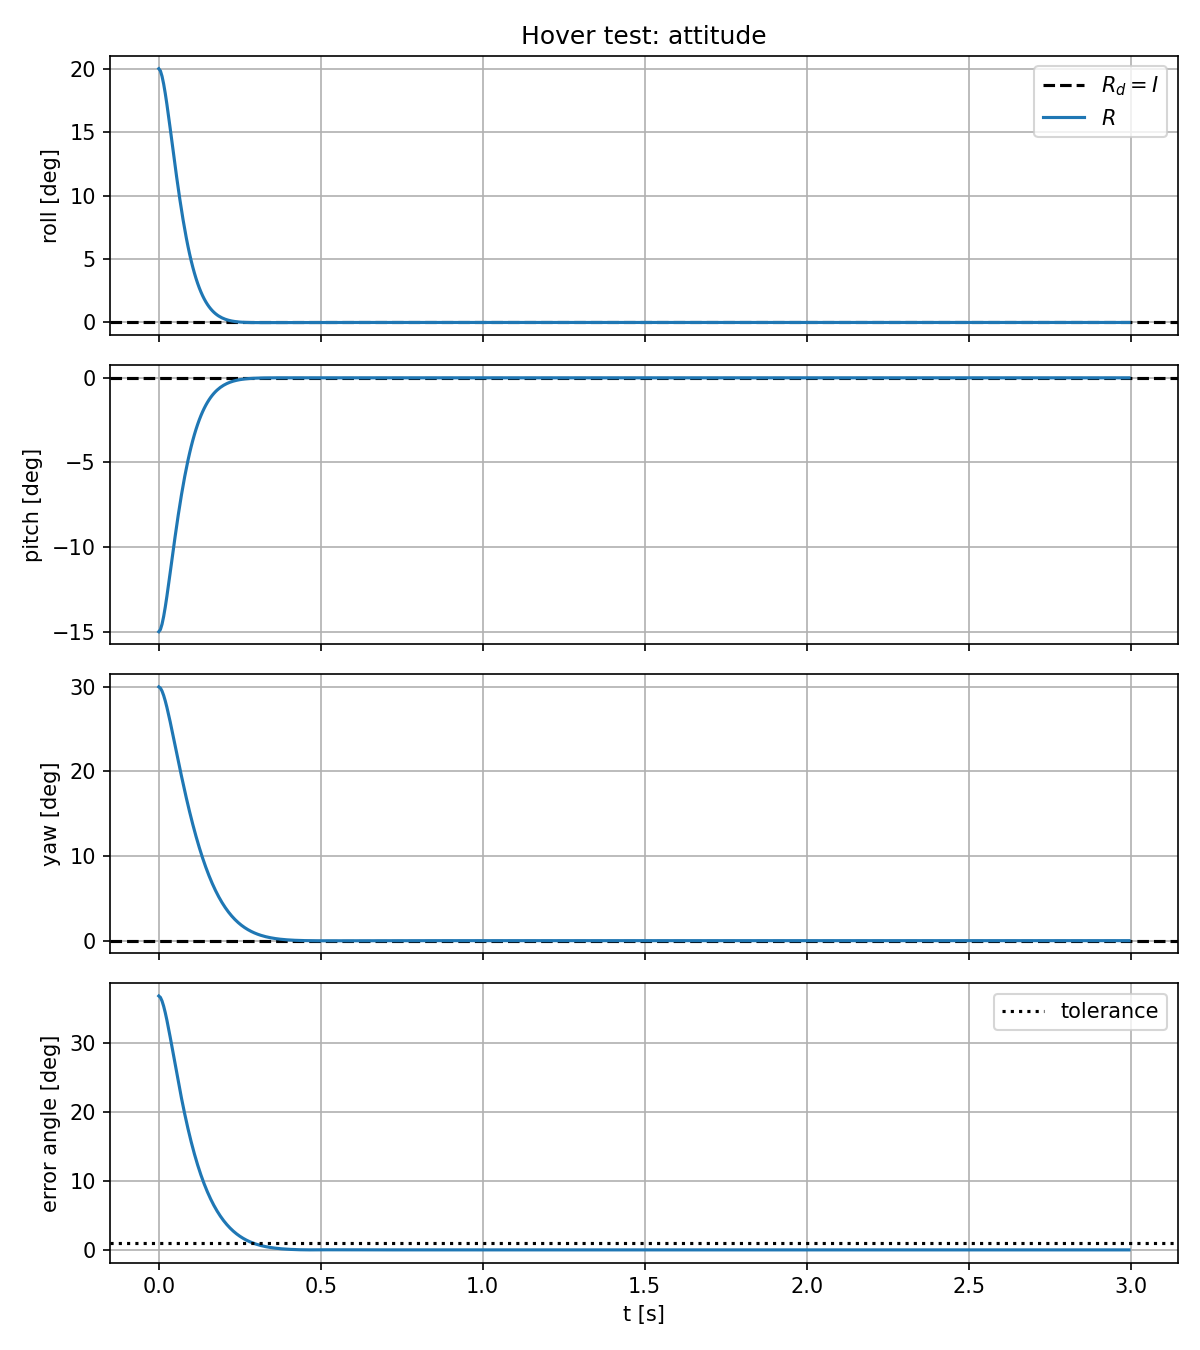 Hover test: attitude
20
15
10
5
0
roll [deg]
R_d = I
R
0
−5
−10
−15
pitch [deg]
30
20
10
0
yaw [deg]
30
20
10
0
error angle [deg]
tolerance
0.0 0.5 1.0 1.5 2.0 2.5 3.0
t [s]